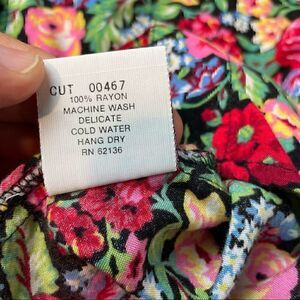 CUT 00467
100% RAYON
MACHINE WASH
DELICATE
COLD WATER
HANG DRY
RN 62136